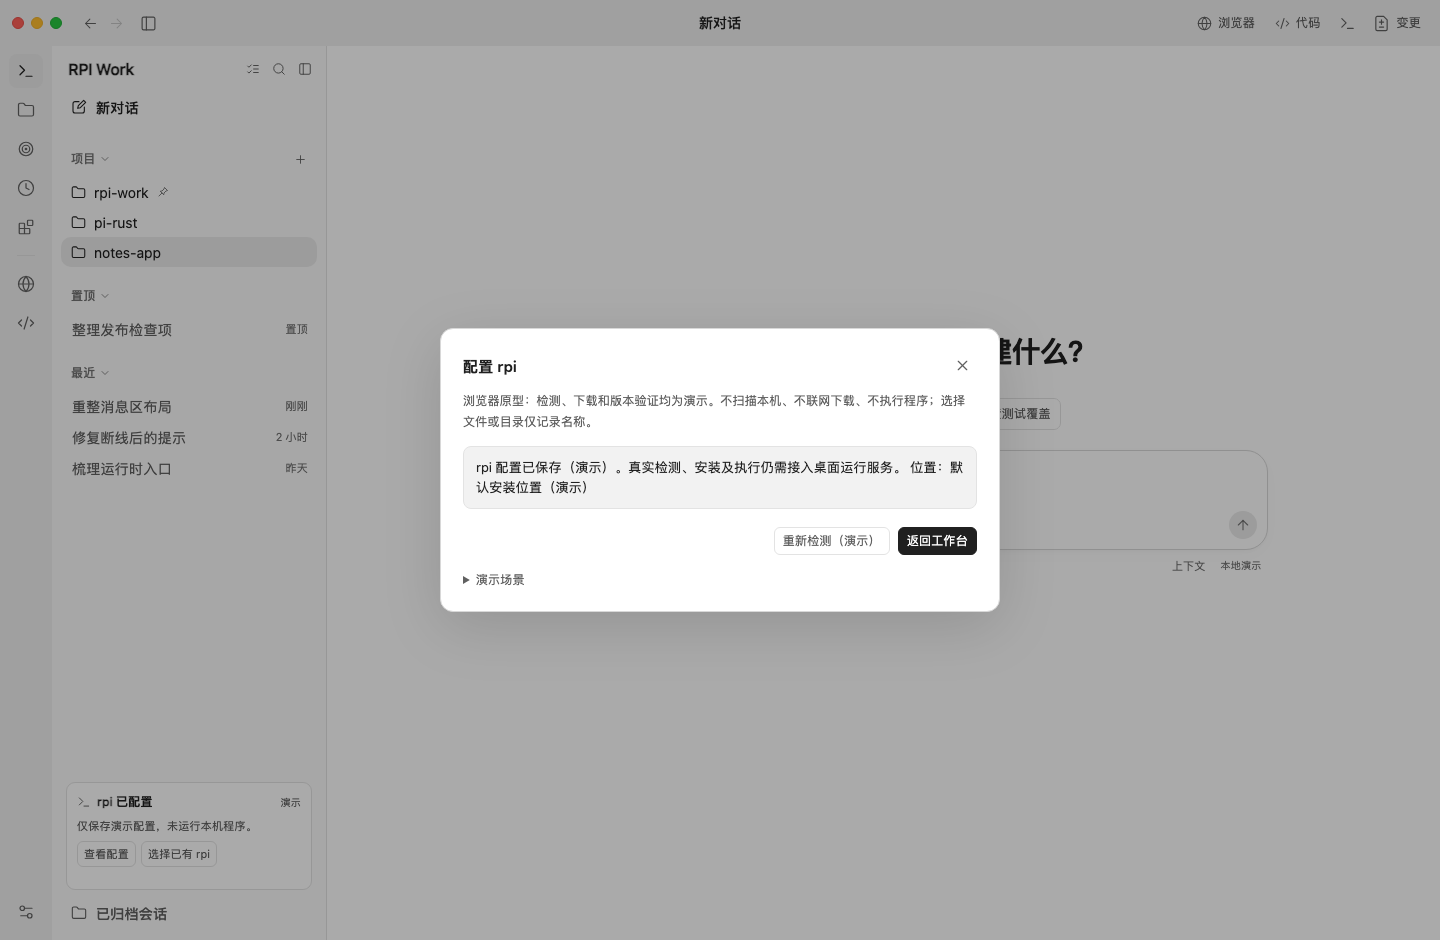 新对话
浏览器
代码
变更
RPI Work
新对话
项目
rpi-work
pi-rust
notes-app
置顶
整理发布检查项 置顶
最近
重整消息区布局 刚刚
修复断线后的提示 2 小时
梳理运行时入口 昨天
rpi 已配置 演示
仅保存演示配置，未运行本机程序。
查看配置 选择已有 rpi
已归档会话
什么？
测试覆盖
上下文 本地演示
配置 rpi
浏览器原型：检测、下载和版本验证均为演示。不扫描本机、不联网下载、不执行程序；选择
文件或目录仅记录名称。
rpi 配置已保存（演示）。真实检测、安装及执行仍需接入桌面运行服务。 位置：默
认安装位置（演示）
重新检测（演示） 返回工作台
演示场景